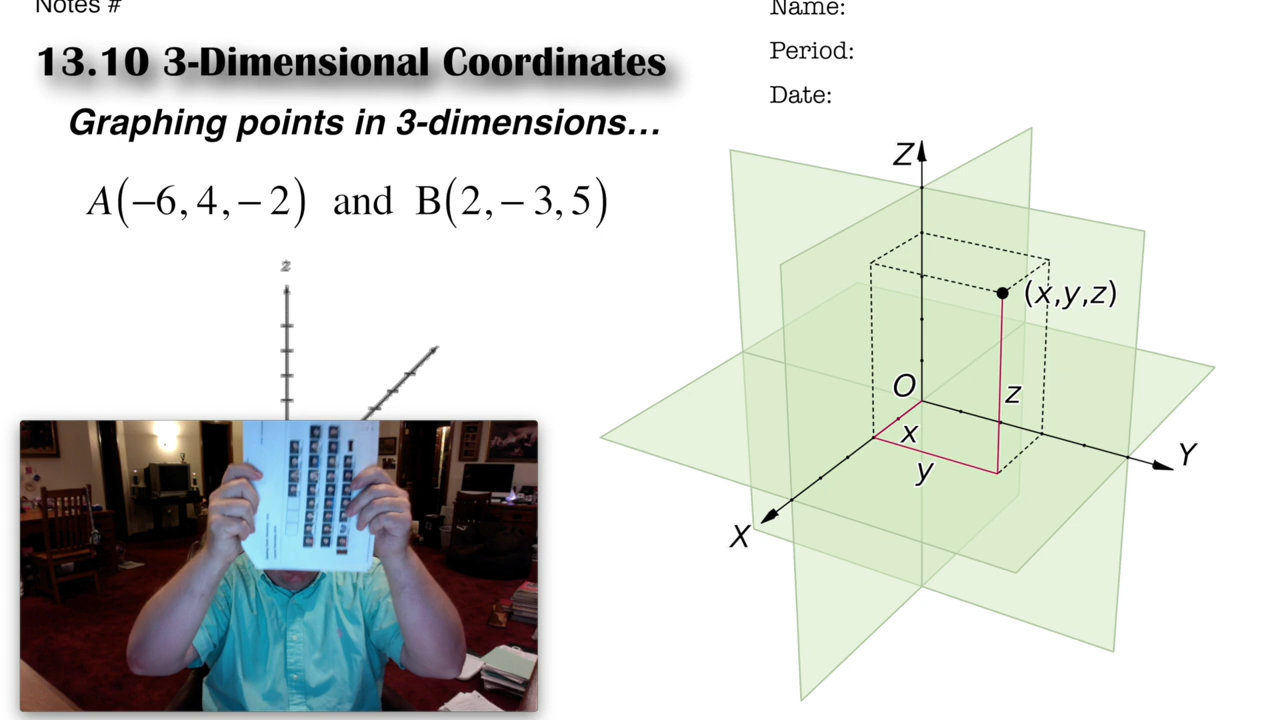 Notes #
Name:
13.10 3-Dimensional Coordinates
Period:
Date:
Graphing points in 3-dimensions…
A(−6, 4, − 2) and B(2, − 3, 5)
z
Z
(x,y,z)
O
z
x
y
Y
X